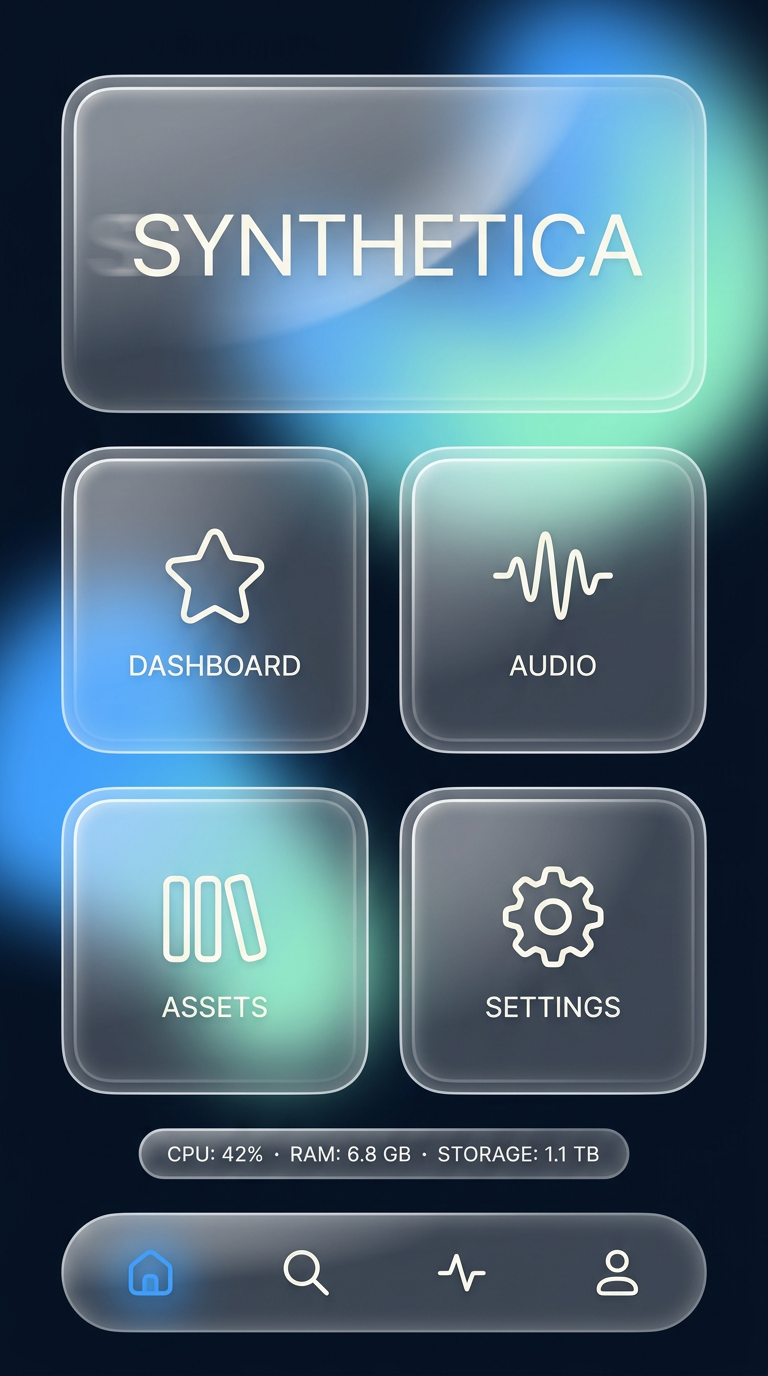 SYNTHETICA
DASHBOARD
AUDIO
ASSETS
SETTINGS
CPU: 42% · RAM: 6.8 GB · STORAGE: 1.1 TB